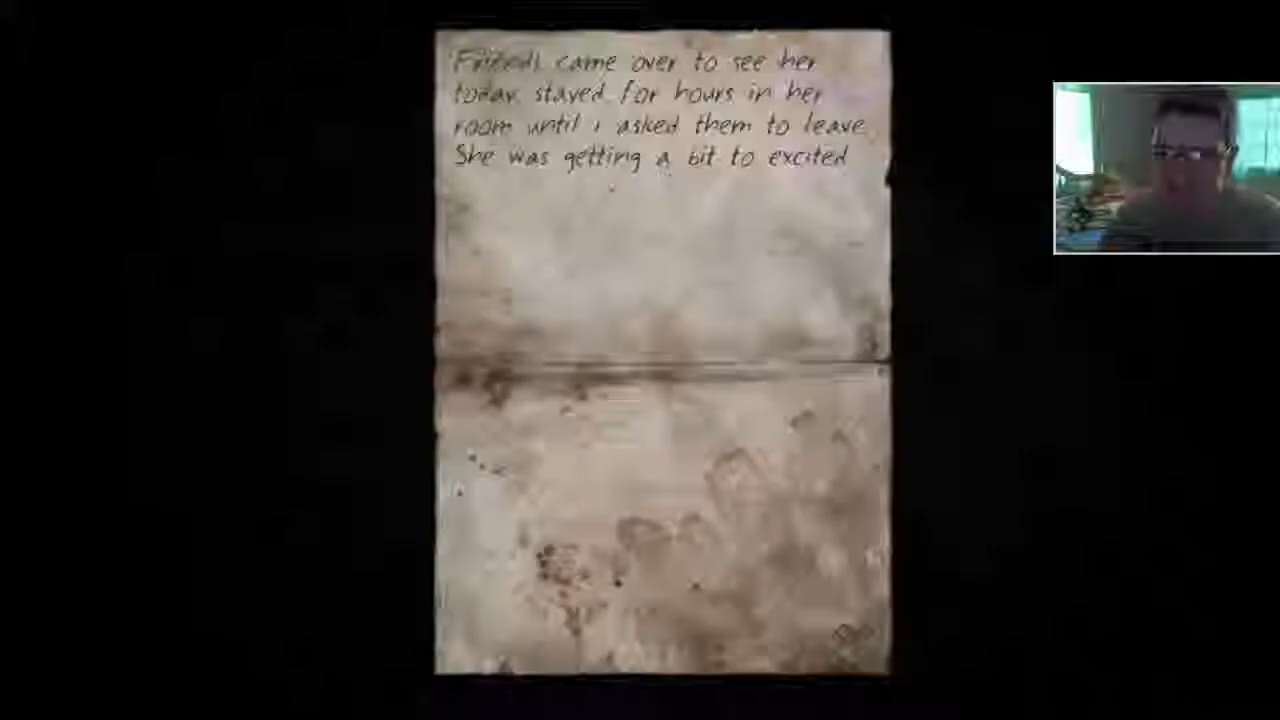 Friends came over to see her
today. stayed for hours in her
room until i asked them to leave
She was getting a bit to excited